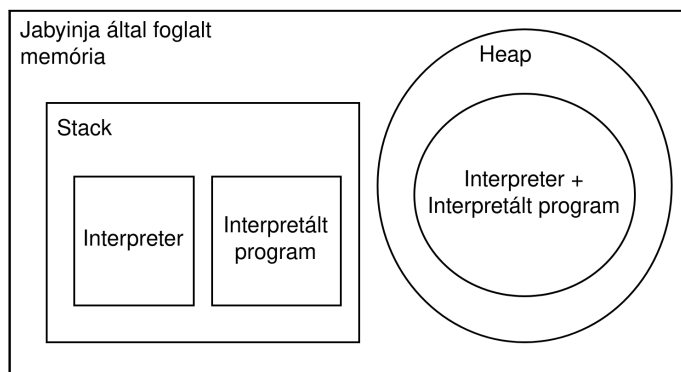 Jabyinja által foglalt
memória
Heap
Stack
Interpreter
Interpretált
program
Interpreter +
Interpretált program